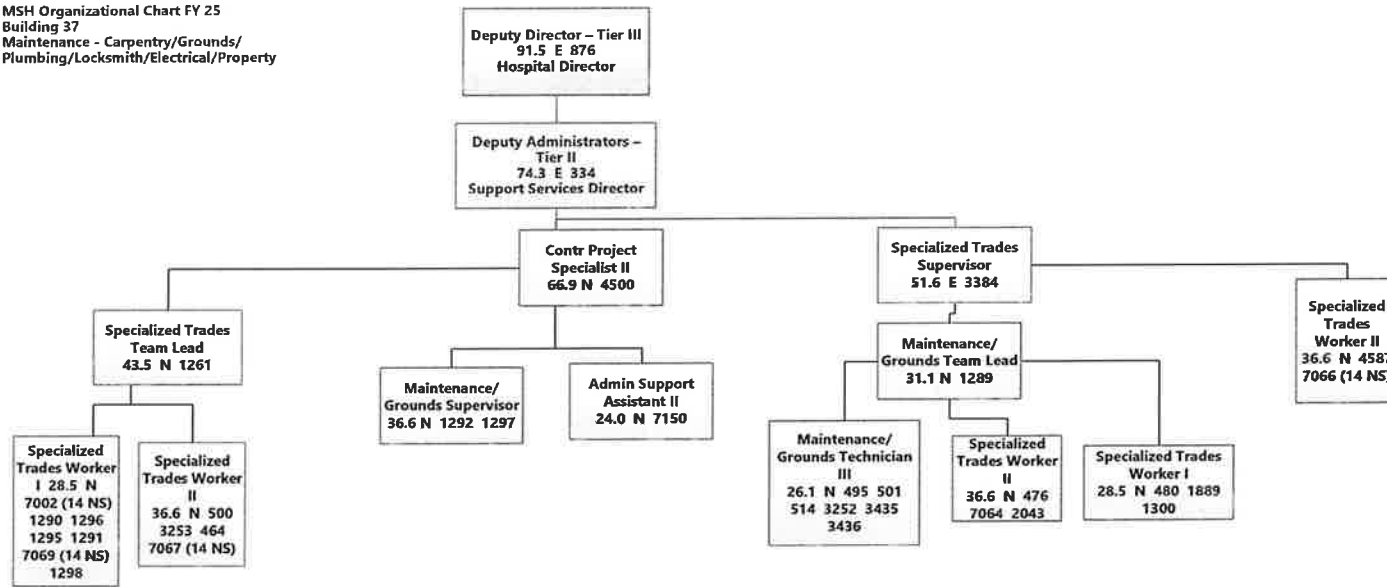 MSH Organizational Chart FY 25
Building 37
Maintenance - Carpentry/Grounds/
Plumbing/Locksmith/Electrical/Property
Deputy Director – Tier III
91.5 E 876
Hospital Director
Deputy Administrators –
Tier II
74.3 E 334
Support Services Director
Contr Project
Specialist II
66.9 N 4500
Specialized Trades
Supervisor
51.6 E 3384
Specialized Trades
Team Lead
43.5 N 1261
Maintenance/
Grounds Supervisor
36.6 N 1292 1297
Admin Support
Assistant II
24.0 N 7150
Maintenance/
Grounds Team Lead
31.1 N 1289
Specialized
Trades
Worker II
36.6 N 4587
7066 (14 NS)
Specialized
Trades Worker
I 28.5 N
7002 (14 NS)
1290 1296
1295 1291
7069 (14 NS)
1298
Specialized
Trades Worker
II
36.6 N 500
3253 464
7067 (14 NS)
Maintenance/
Grounds Technician
III
26.1 N 495 501
514 3252 3435
3436
Specialized
Trades Worker
II
36.6 N 476
7064 2043
Specialized Trades
Worker I
28.5 N 480 1889
1300